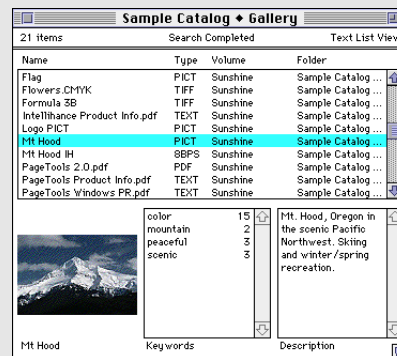 Sample Catalog ◆ Gallery
21 items Search Completed Text List View
Name Type Volume Folder
Flag PICT Sunshine Sample Catalog ...
Flowers.CMYK TIFF Sunshine Sample Catalog ...
Formula 3B TIFF Sunshine Sample Catalog ...
Intellihance Product Info.pdf TEXT Sunshine Sample Catalog ...
Logo PICT PICT Sunshine Sample Catalog ...
Mt Hood PICT Sunshine Sample Catalog ...
Mt Hood IH 8BPS Sunshine Sample Catalog ...
PageTools 2.0.pdf PDF Sunshine Sample Catalog ...
PageTools Product Info.pdf TEXT Sunshine Sample Catalog ...
PageTools Windows PR.pdf TEXT Sunshine Sample Catalog ...
color 15
mountain 2
peaceful 3
scenic 3
Mt. Hood, Oregon in
the scenic Pacific
Northwest. Skiing
and winter/spring
recreation.
Mt Hood Keywords Description